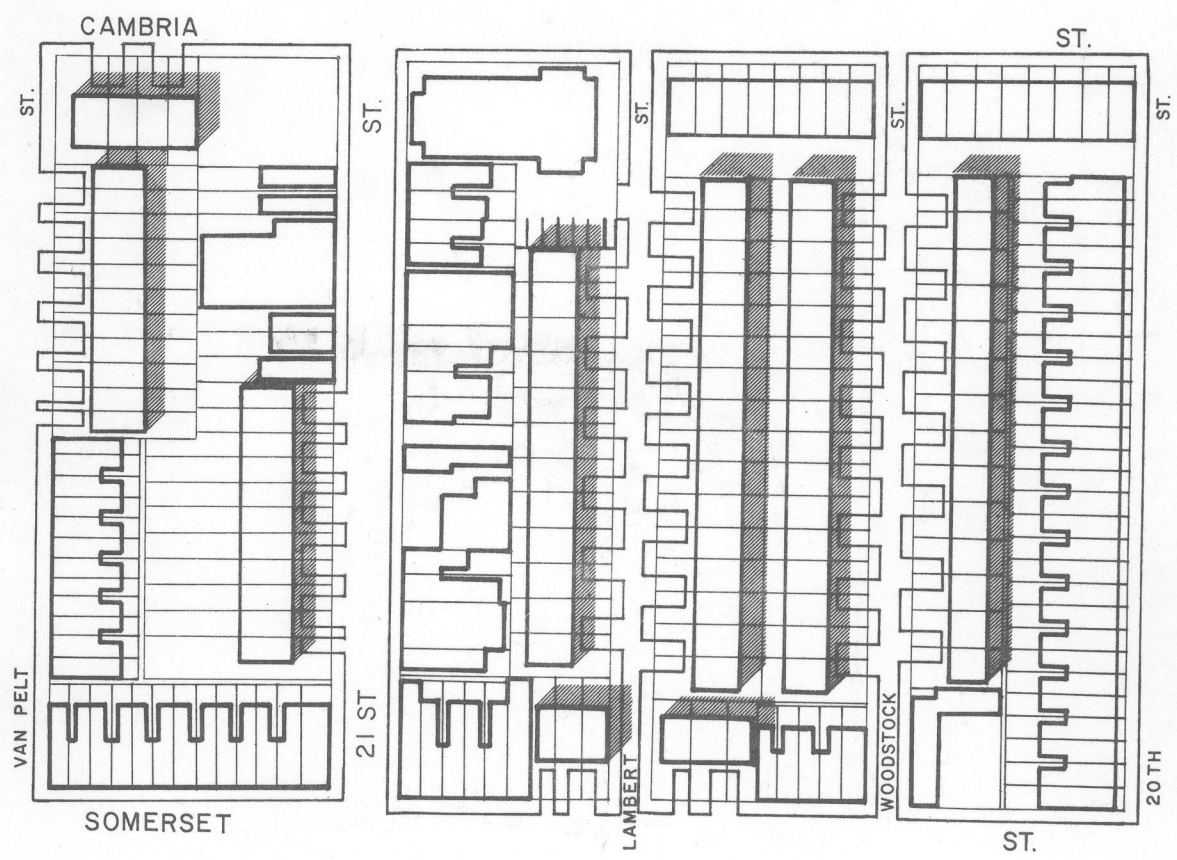 CAMBRIA
ST.
ST.
ST.
ST.
ST.
ST.
VAN PELT
21 ST
LAMBERT
WOODSTOCK
20TH
SOMERSET
ST.